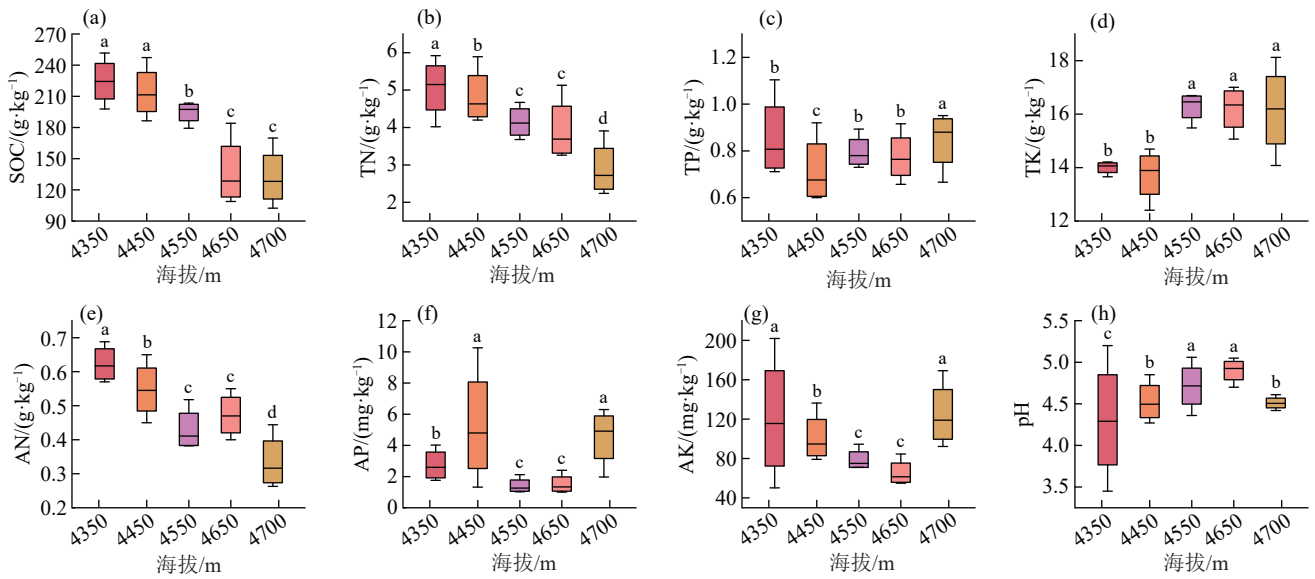 (a)
SOC/(g·kg⁻¹)
270
240
210
180
150
120
90
a
a
b
c
c
4350
4450
4550
4650
4700
海拔/m
(b)
TN/(g·kg⁻¹)
6
5
4
3
2
a
b
c
c
d
4350
4450
4550
4650
4700
海拔/m
(c)
TP/(g·kg⁻¹)
1.2
1.0
0.8
0.6
b
c
b
b
a
4350
4450
4550
4650
4700
海拔/m
(d)
TK/(g·kg⁻¹)
18
16
14
12
b
b
a
a
a
4350
4450
4550
4650
4700
海拔/m
(e)
AN/(g·kg⁻¹)
0.7
0.6
0.5
0.4
0.3
0.2
a
b
c
c
d
4350
4450
4550
4650
4700
海拔/m
(f)
AP/(mg·kg⁻¹)
12
10
8
6
4
2
0
b
a
c
c
a
4350
4450
4550
4650
4700
海拔/m
(g)
AK/(mg·kg⁻¹)
200
160
120
80
40
a
b
c
c
a
4350
4450
4550
4650
4700
海拔/m
(h)
pH
5.5
5.0
4.5
4.0
3.5
c
b
a
a
b
4350
4450
4550
4650
4700
海拔/m